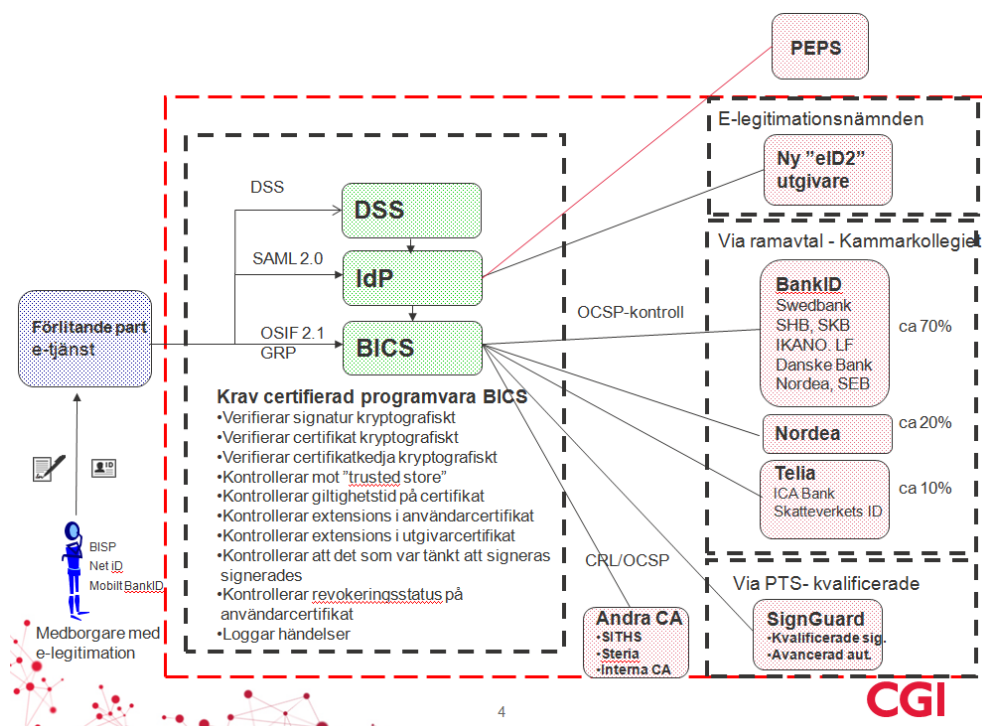 PEPS
E-legitimationsnämnden
Ny ”eID2”
utgivare
DSS
DSS
SAML 2.0
IdP
OSIF 2.1
GRP
BICS
Förlitande part
e-tjänst
OCSP-kontroll
Via ramavtal - Kammarkollegiet
BankID
Swedbank
SHB, SKB
IKANO. LF
Danske Bank
Nordea, SEB
ca 70%
Nordea
ca 20%
Telia
ICA Bank
Skatteverkets ID
ca 10%
Krav certifierad programvara BICS
•Verifierar signatur kryptografiskt
•Verifierar certifikat kryptografiskt
•Verifierar certifikatkedja kryptografiskt
•Kontrollerar mot ”trusted store”
•Kontrollerar giltighetstid på certifikat
•Kontrollerar extensions i användarcertifikat
•Kontrollerar extensions i utgivarcertifikat
•Kontrollerar att det som var tänkt att signeras
signerades
•Kontrollerar revokeringsstatus på
användarcertifikat
•Loggar händelser
ID
BISP
Net iD
Mobilt BankID
Medborgare med
e-legitimation
CRL/OCSP
Andra CA
•SITHS
•Steria
•Interna CA
Via PTS- kvalificerade
SignGuard
•Kvalificerade sig.
•Avancerad aut.
4
CGI